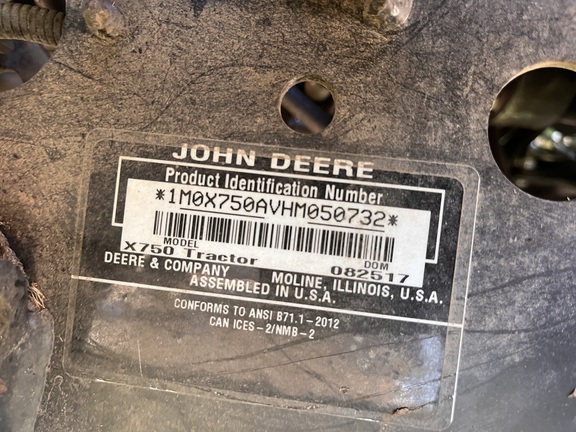 JOHN DEERE
Product Identification Number
*1M0X750AVHM050732*
MODEL DOM
X750 Tractor 082517
DEERE & COMPANY MOLINE, ILLINOIS, U.S.A.
ASSEMBLED IN U.S.A.
CONFORMS TO ANSI B71.1-2012
CAN ICES-2/NMB-2